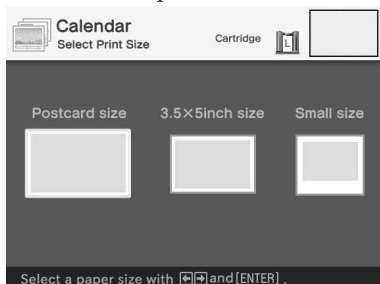 Calendar
Select Print Size
Cartridge
L
Postcard size
3.5×5inch size
Small size
Select a paper size with [←][→]and[ENTER].